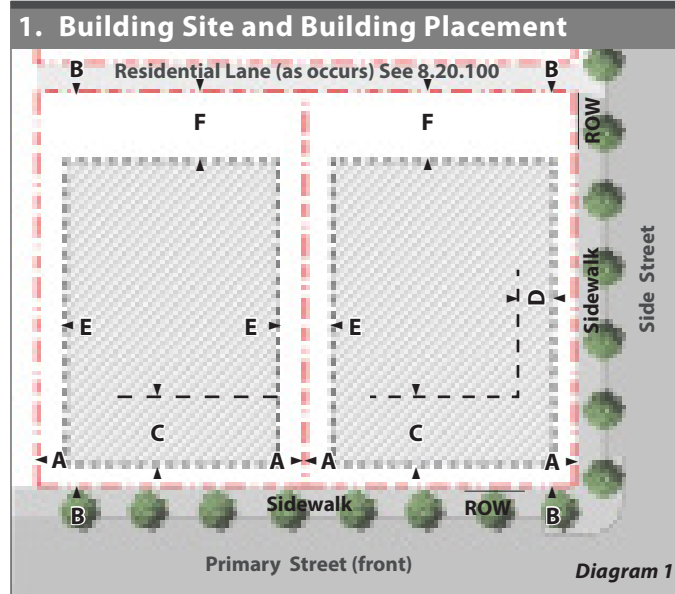 1. Building Site and Building Placement
B Residential Lane (as occurs) See 8.20.100 B
F F ROW
E E E D Sidewalk Side Street
C C
A A A A
Sidewalk ROW
B B
Primary Street (front)
Diagram 1